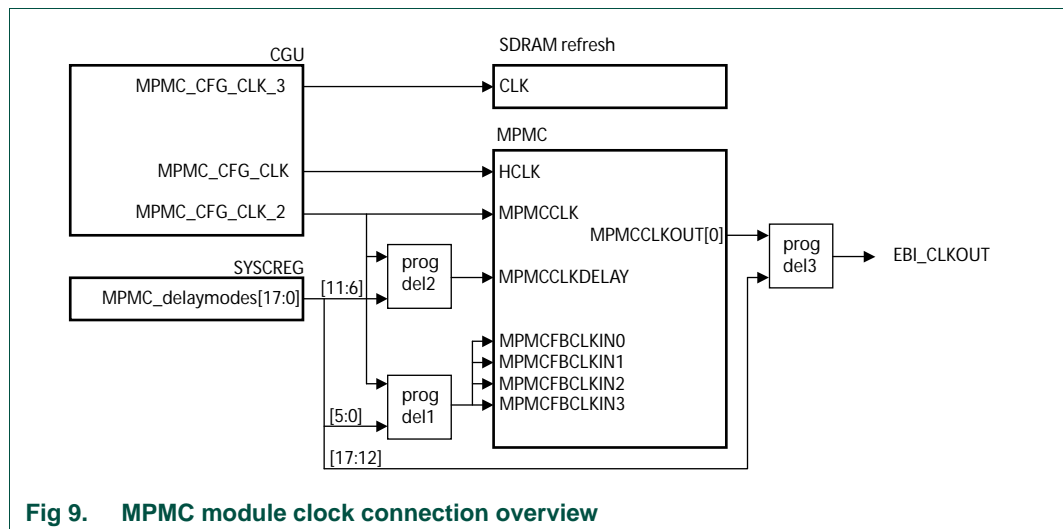 CGU
MPMC_CFG_CLK_3
MPMC_CFG_CLK
MPMC_CFG_CLK_2
SYSCREG
MPMC_delaymodes[17:0]
SDRAM refresh
CLK
MPMC
HCLK
MPMCCLK
MPMCCLKOUT[0]
MPMCCLKDELAY
MPMCFBCLKIN0
MPMCFBCLKIN1
MPMCFBCLKIN2
MPMCFBCLKIN3
[11:6]
prog
del2
[5:0]
prog
del1
[17:12]
prog
del3
EBI_CLKOUT
Fig 9. MPMC module clock connection overview